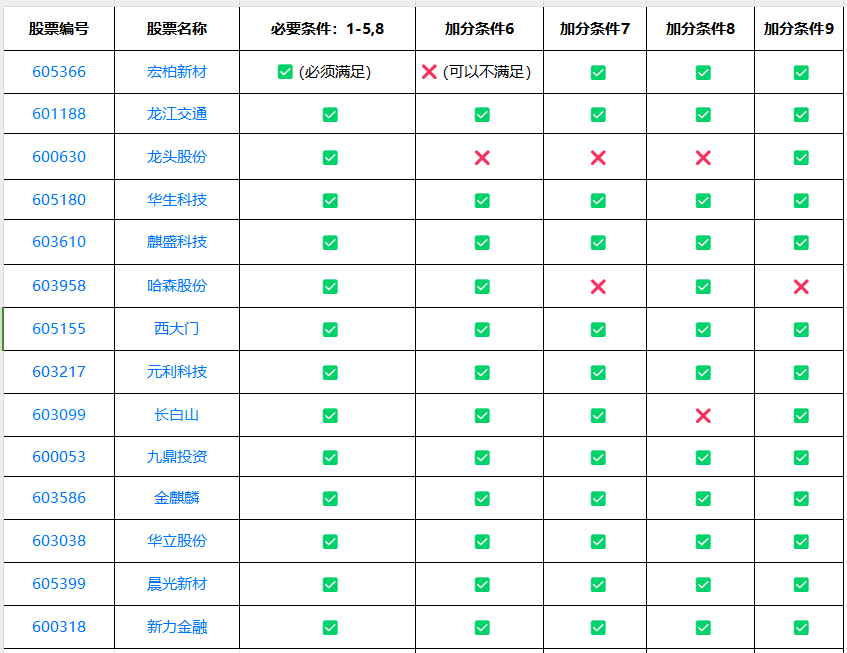 股票编号 股票名称 必要条件：1-5,8 加分条件6 加分条件7 加分条件8 加分条件9
605366 宏柏新材 ✅ (必须满足) ❌ (可以不满足) ✅ ✅ ✅
601188 龙江交通 ✅ ✅ ✅ ✅ ✅
600630 龙头股份 ✅ ❌ ❌ ❌ ✅
605180 华生科技 ✅ ✅ ✅ ✅ ✅
603610 麒盛科技 ✅ ✅ ✅ ✅ ✅
603958 哈森股份 ✅ ✅ ❌ ✅ ❌
605155 西大门 ✅ ✅ ✅ ✅ ✅
603217 元利科技 ✅ ✅ ✅ ✅ ✅
603099 长白山 ✅ ✅ ✅ ❌ ✅
600053 九鼎投资 ✅ ✅ ✅ ✅ ✅
603586 金麒麟 ✅ ✅ ✅ ✅ ✅
603038 华立股份 ✅ ✅ ✅ ✅ ✅
605399 晨光新材 ✅ ✅ ✅ ✅ ✅
600318 新力金融 ✅ ✅ ✅ ✅ ✅